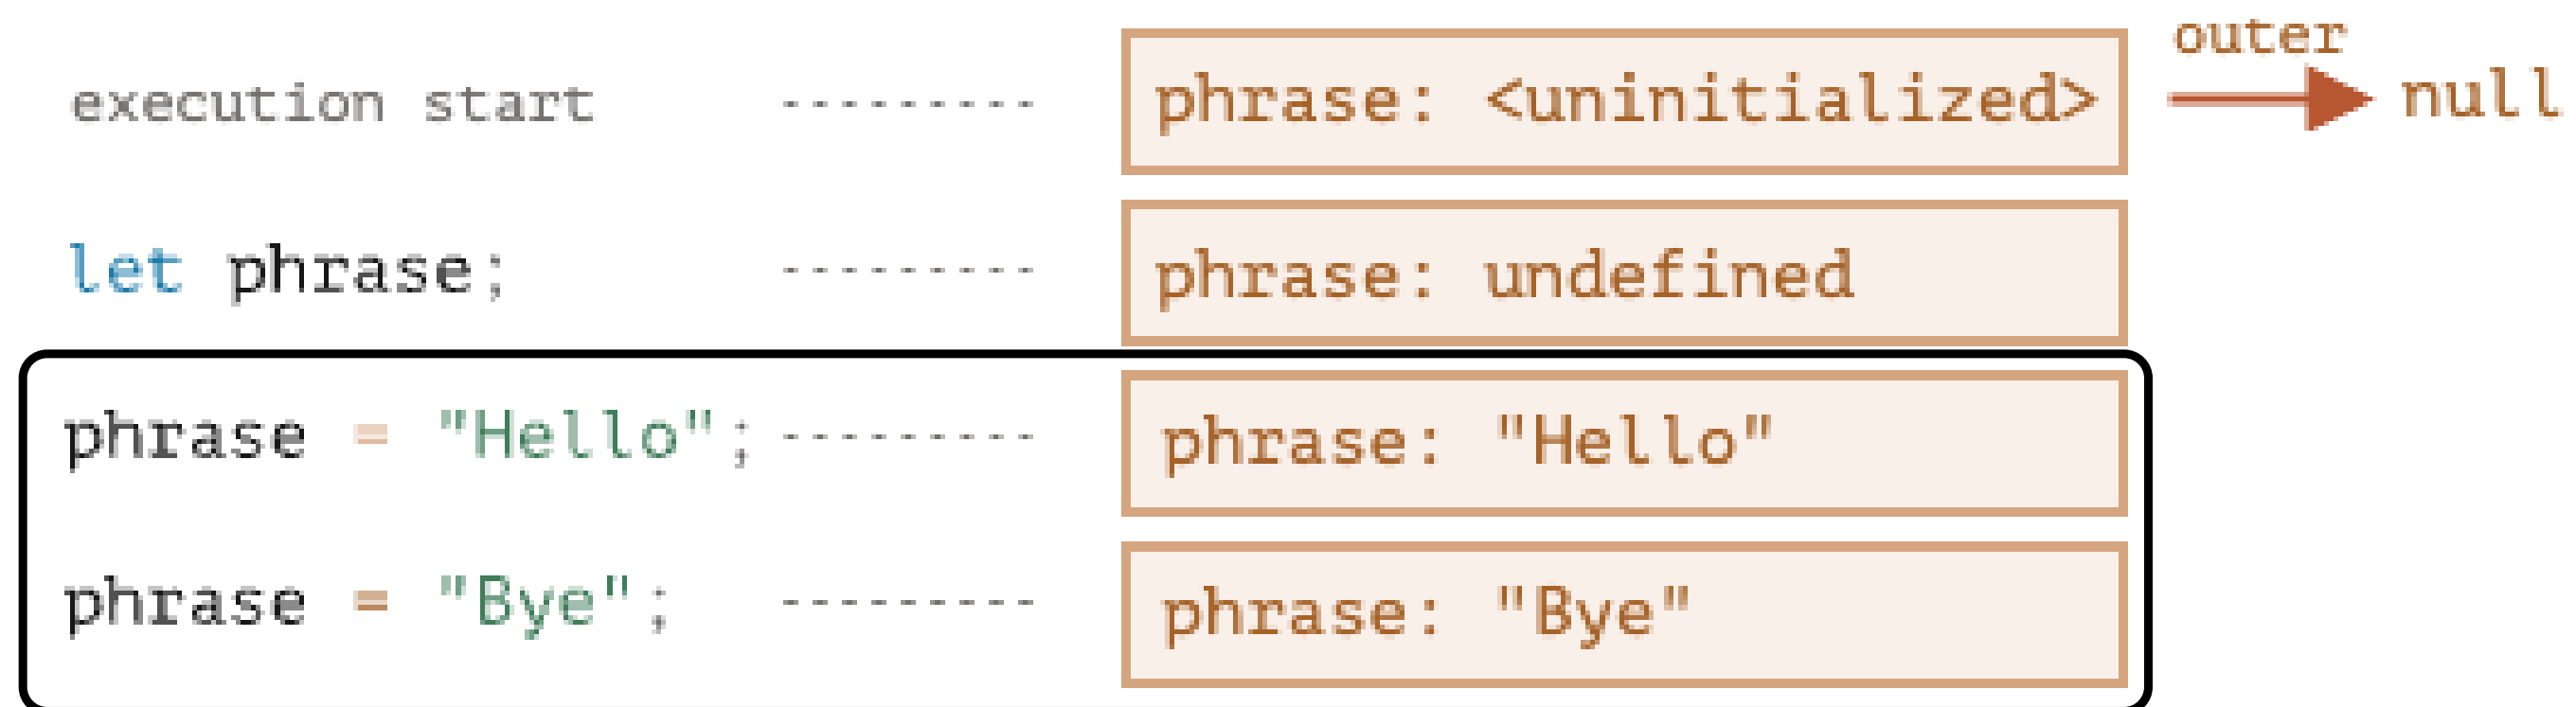 outer
execution start --------- phrase: <uninitialized> null
let phrase; --------- phrase: undefined
phrase = "Hello"; --------- phrase: "Hello"
phrase = "Bye"; --------- phrase: "Bye"